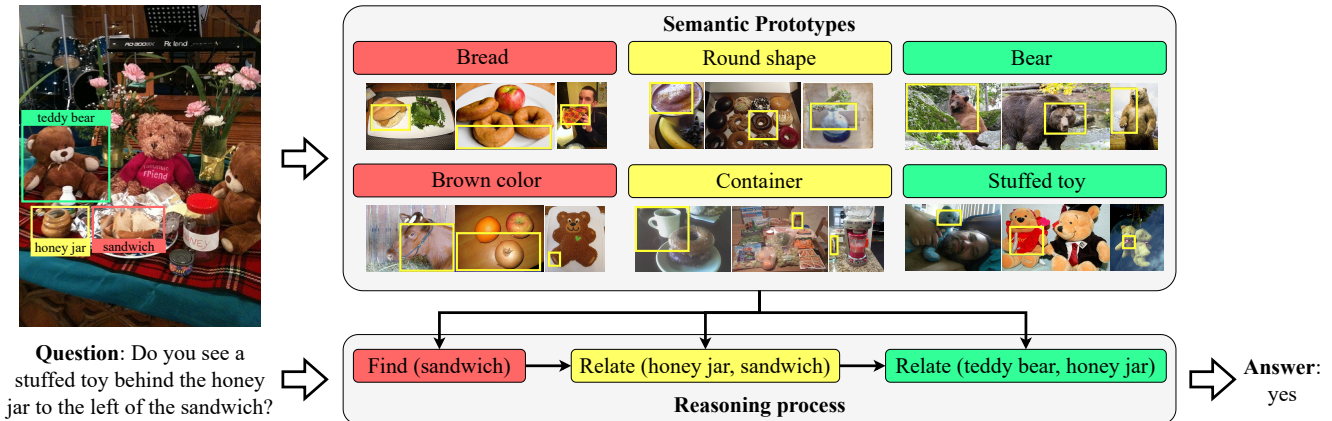 Roland
teddy bear
FRIEND
honey jar
sandwich
Question: Do you see a
stuffed toy behind the honey
jar to the left of the sandwich?
Semantic Prototypes
Bread
Round shape
Bear
Brown color
Container
Stuffed toy
Find (sandwich)
Relate (honey jar, sandwich)
Relate (teddy bear, honey jar)
Reasoning process
Answer:
yes